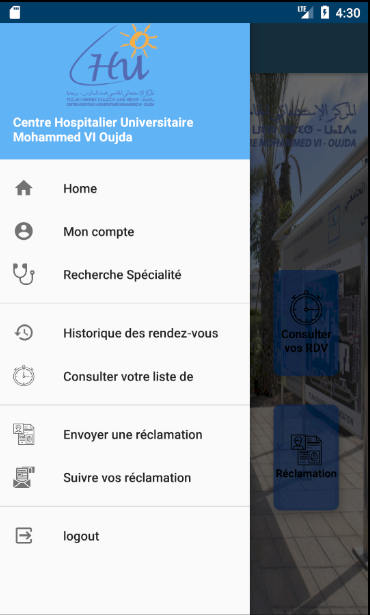 LTE 4:30
Hu
Centre Hospitalier Universitaire
Mohammed VI Oujda
Home
Mon compte
Recherche Spécialité
Historique des rendez-vous
Consulter votre liste de
Envoyer une réclamation
Suivre vos réclamation
logout
MED VI - OUJDA
Consulter
vos RDV
Réclamation